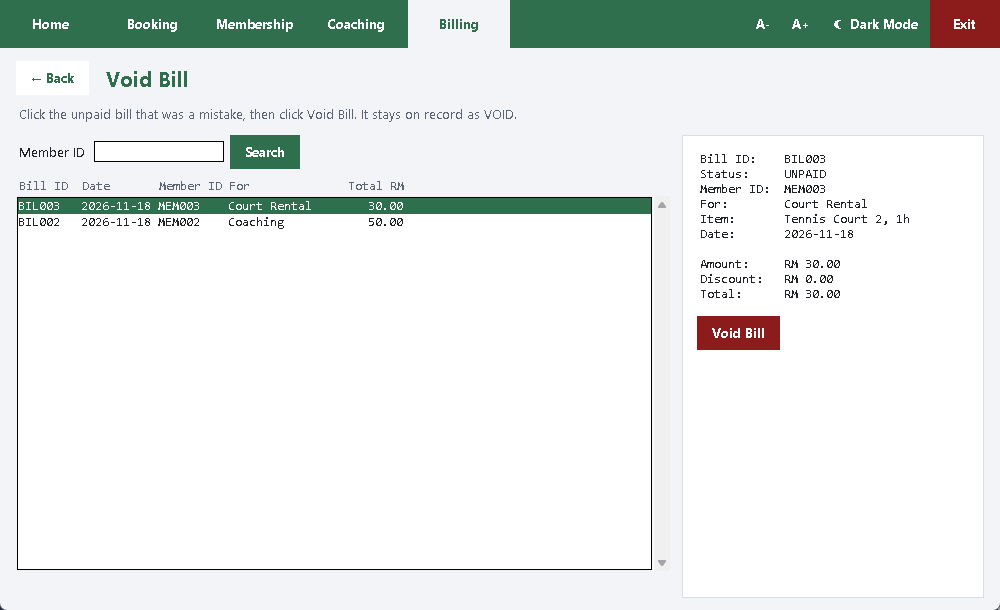 Home Booking Membership Coaching Billing A- A+ ☾ Dark Mode Exit
← Back Void Bill
Click the unpaid bill that was a mistake, then click Void Bill. It stays on record as VOID.
Member ID Search
Bill ID Date Member ID For Total RM
BIL003 2026-11-18 MEM003 Court Rental 30.00
BIL002 2026-11-18 MEM002 Coaching 50.00
Bill ID: BIL003
Status: UNPAID
Member ID: MEM003
For: Court Rental
Item: Tennis Court 2, 1h
Date: 2026-11-18
Amount: RM 30.00
Discount: RM 0.00
Total: RM 30.00
Void Bill